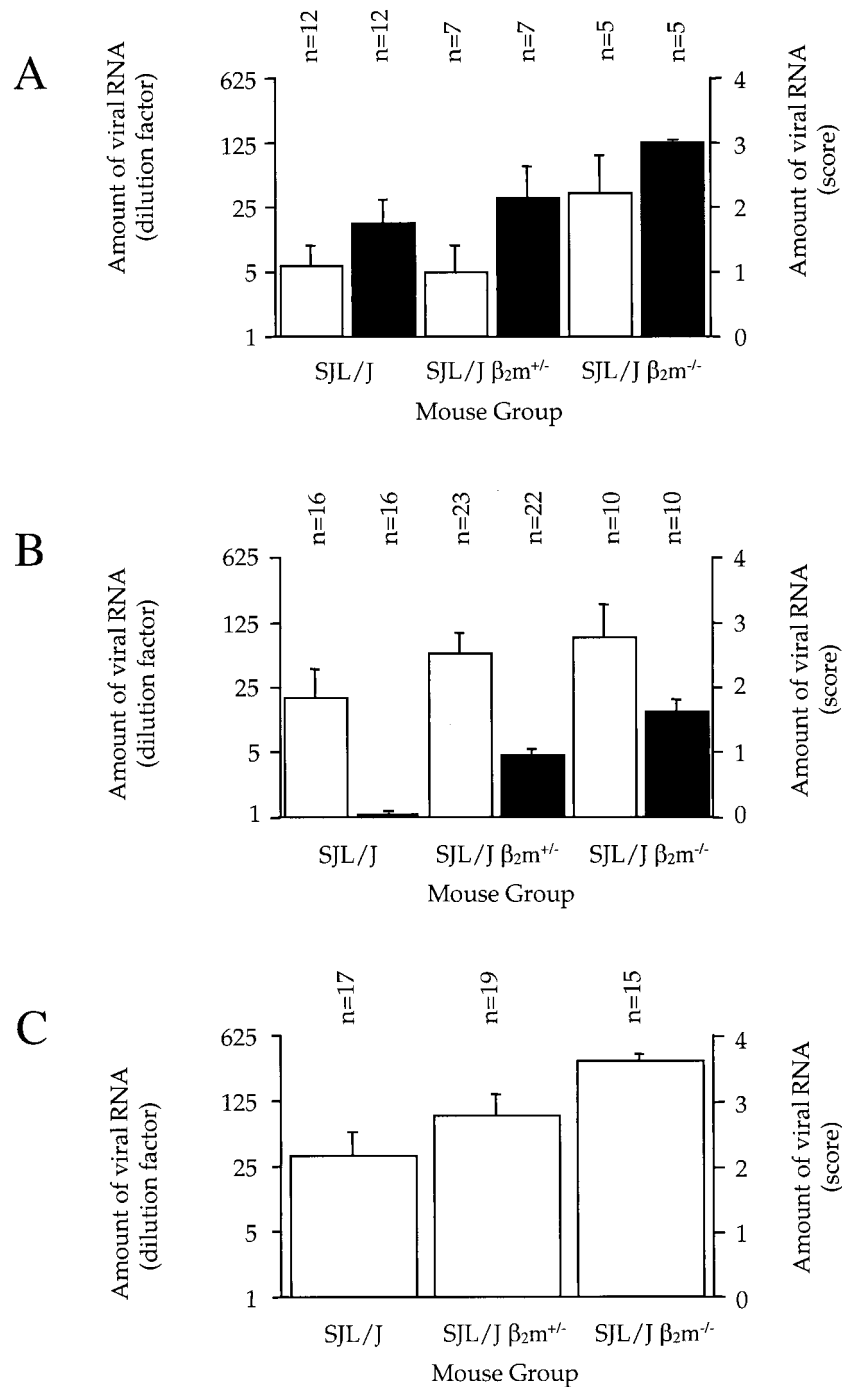 A
n=12
n=12
n=7
n=7
n=5
n=5
Amount of viral RNA
(dilution factor)
625
125
25
5
1
4
3
2
1
0
Amount of viral RNA
(score)
SJL/J
SJL/J β₂m⁺/⁻
SJL/J β₂m⁻/⁻
Mouse Group
B
n=16
n=16
n=23
n=22
n=10
n=10
Amount of viral RNA
(dilution factor)
625
125
25
5
1
4
3
2
1
0
Amount of viral RNA
(score)
SJL/J
SJL/J β₂m⁺/⁻
SJL/J β₂m⁻/⁻
Mouse Group
C
n=17
n=19
n=15
Amount of viral RNA
(dilution factor)
625
125
25
5
1
4
3
2
1
0
Amount of viral RNA
(score)
SJL/J
SJL/J β₂m⁺/⁻
SJL/J β₂m⁻/⁻
Mouse Group